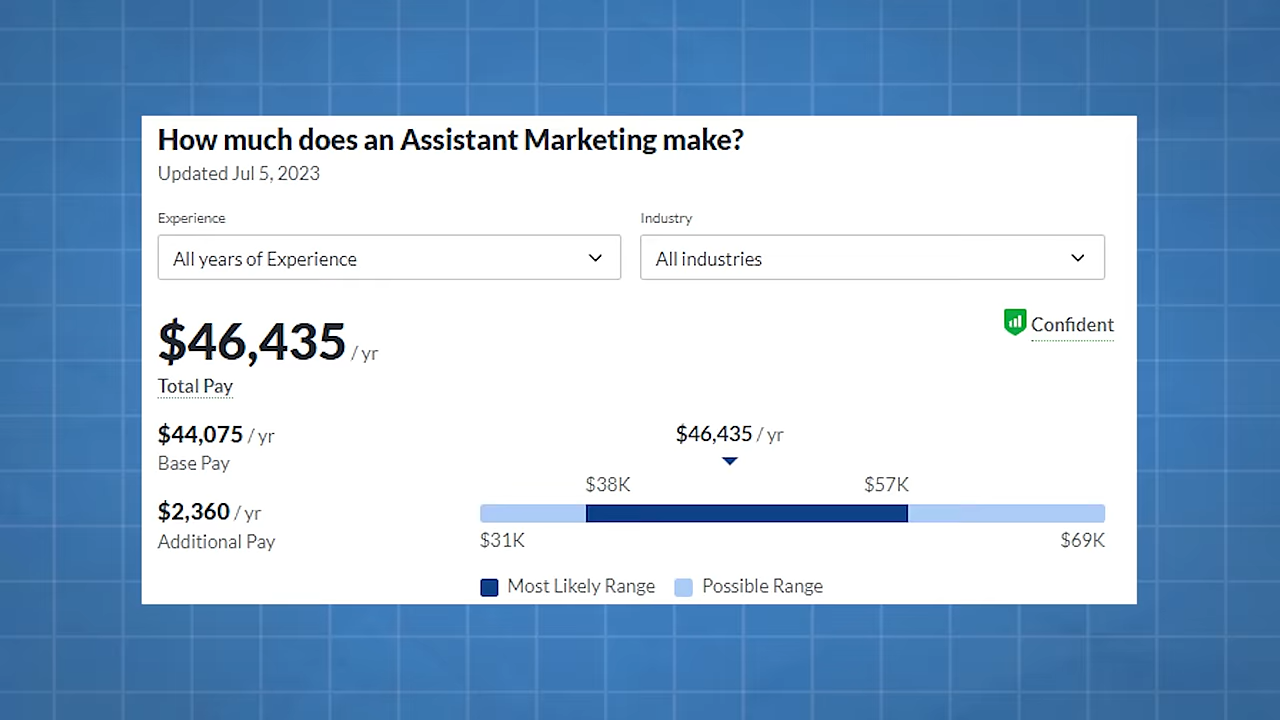 How much does an Assistant Marketing make?
Updated Jul 5, 2023
Experience
Industry
All years of Experience
All industries
$46,435 / yr
Confident
Total Pay
$44,075 / yr
Base Pay
$46,435 / yr
$38K
$57K
$2,360 / yr
Additional Pay
$31K
$69K
Most Likely Range
Possible Range